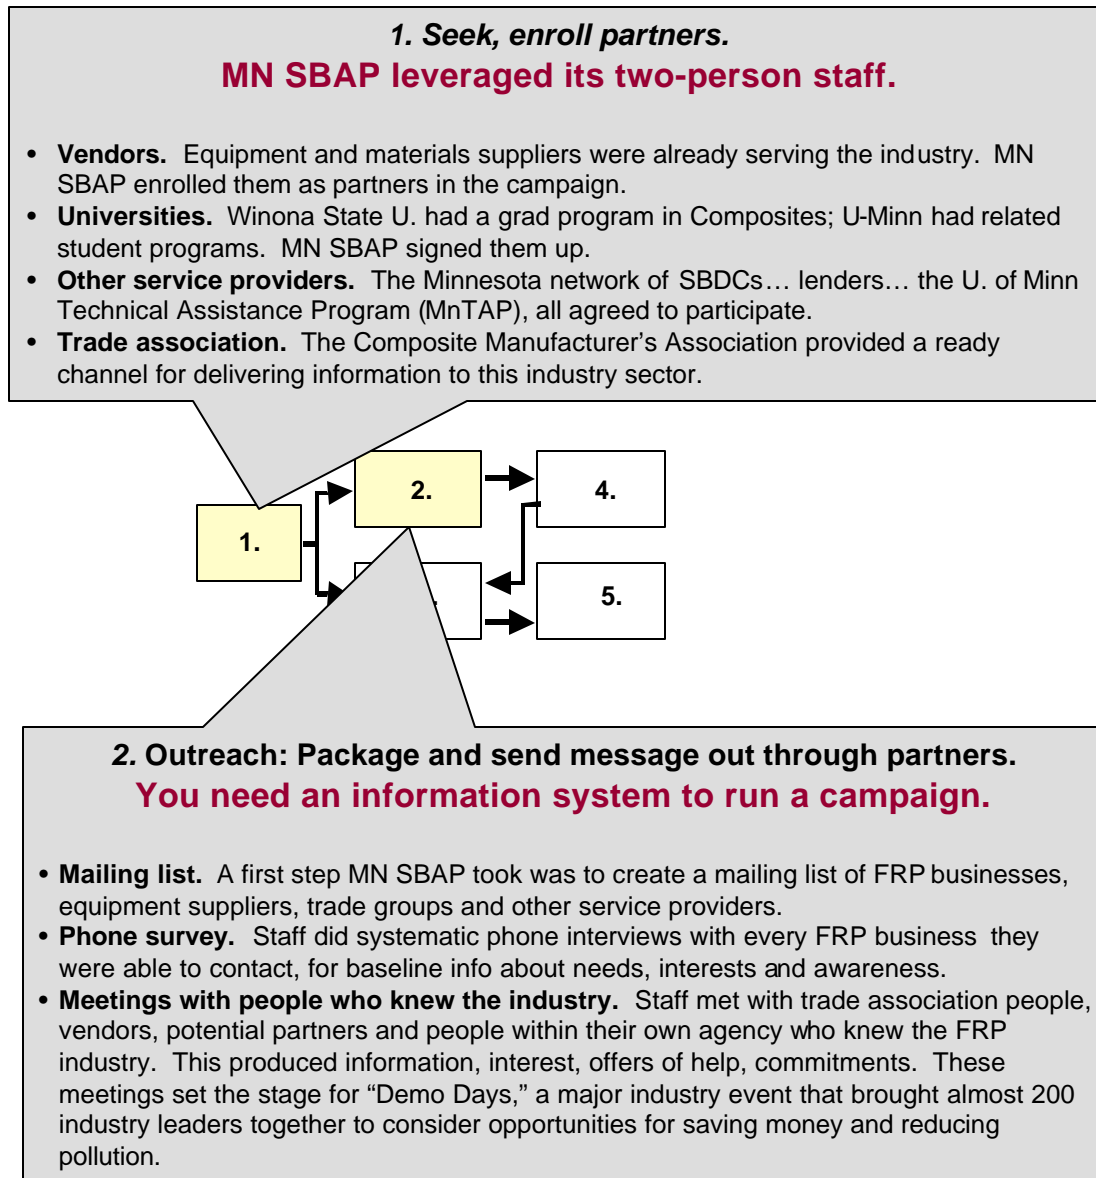 1. Seek, enroll partners.
MN SBAP leveraged its two-person staff.
• Vendors. Equipment and materials suppliers were already serving the industry. MN
SBAP enrolled them as partners in the campaign.
• Universities. Winona State U. had a grad program in Composites; U-Minn had related
student programs. MN SBAP signed them up.
• Other service providers. The Minnesota network of SBDCs… lenders… the U. of Minn
Technical Assistance Program (MnTAP), all agreed to participate.
• Trade association. The Composite Manufacturer's Association provided a ready
channel for delivering information to this industry sector.
2.
4.
1.
5.
2. Outreach: Package and send message out through partners.
You need an information system to run a campaign.
• Mailing list. A first step MN SBAP took was to create a mailing list of FRP businesses,
equipment suppliers, trade groups and other service providers.
• Phone survey. Staff did systematic phone interviews with every FRP business they
were able to contact, for baseline info about needs, interests and awareness.
• Meetings with people who knew the industry. Staff met with trade association people,
vendors, potential partners and people within their own agency who knew the FRP
industry. This produced information, interest, offers of help, commitments. These
meetings set the stage for “Demo Days,” a major industry event that brought almost 200
industry leaders together to consider opportunities for saving money and reducing
pollution.